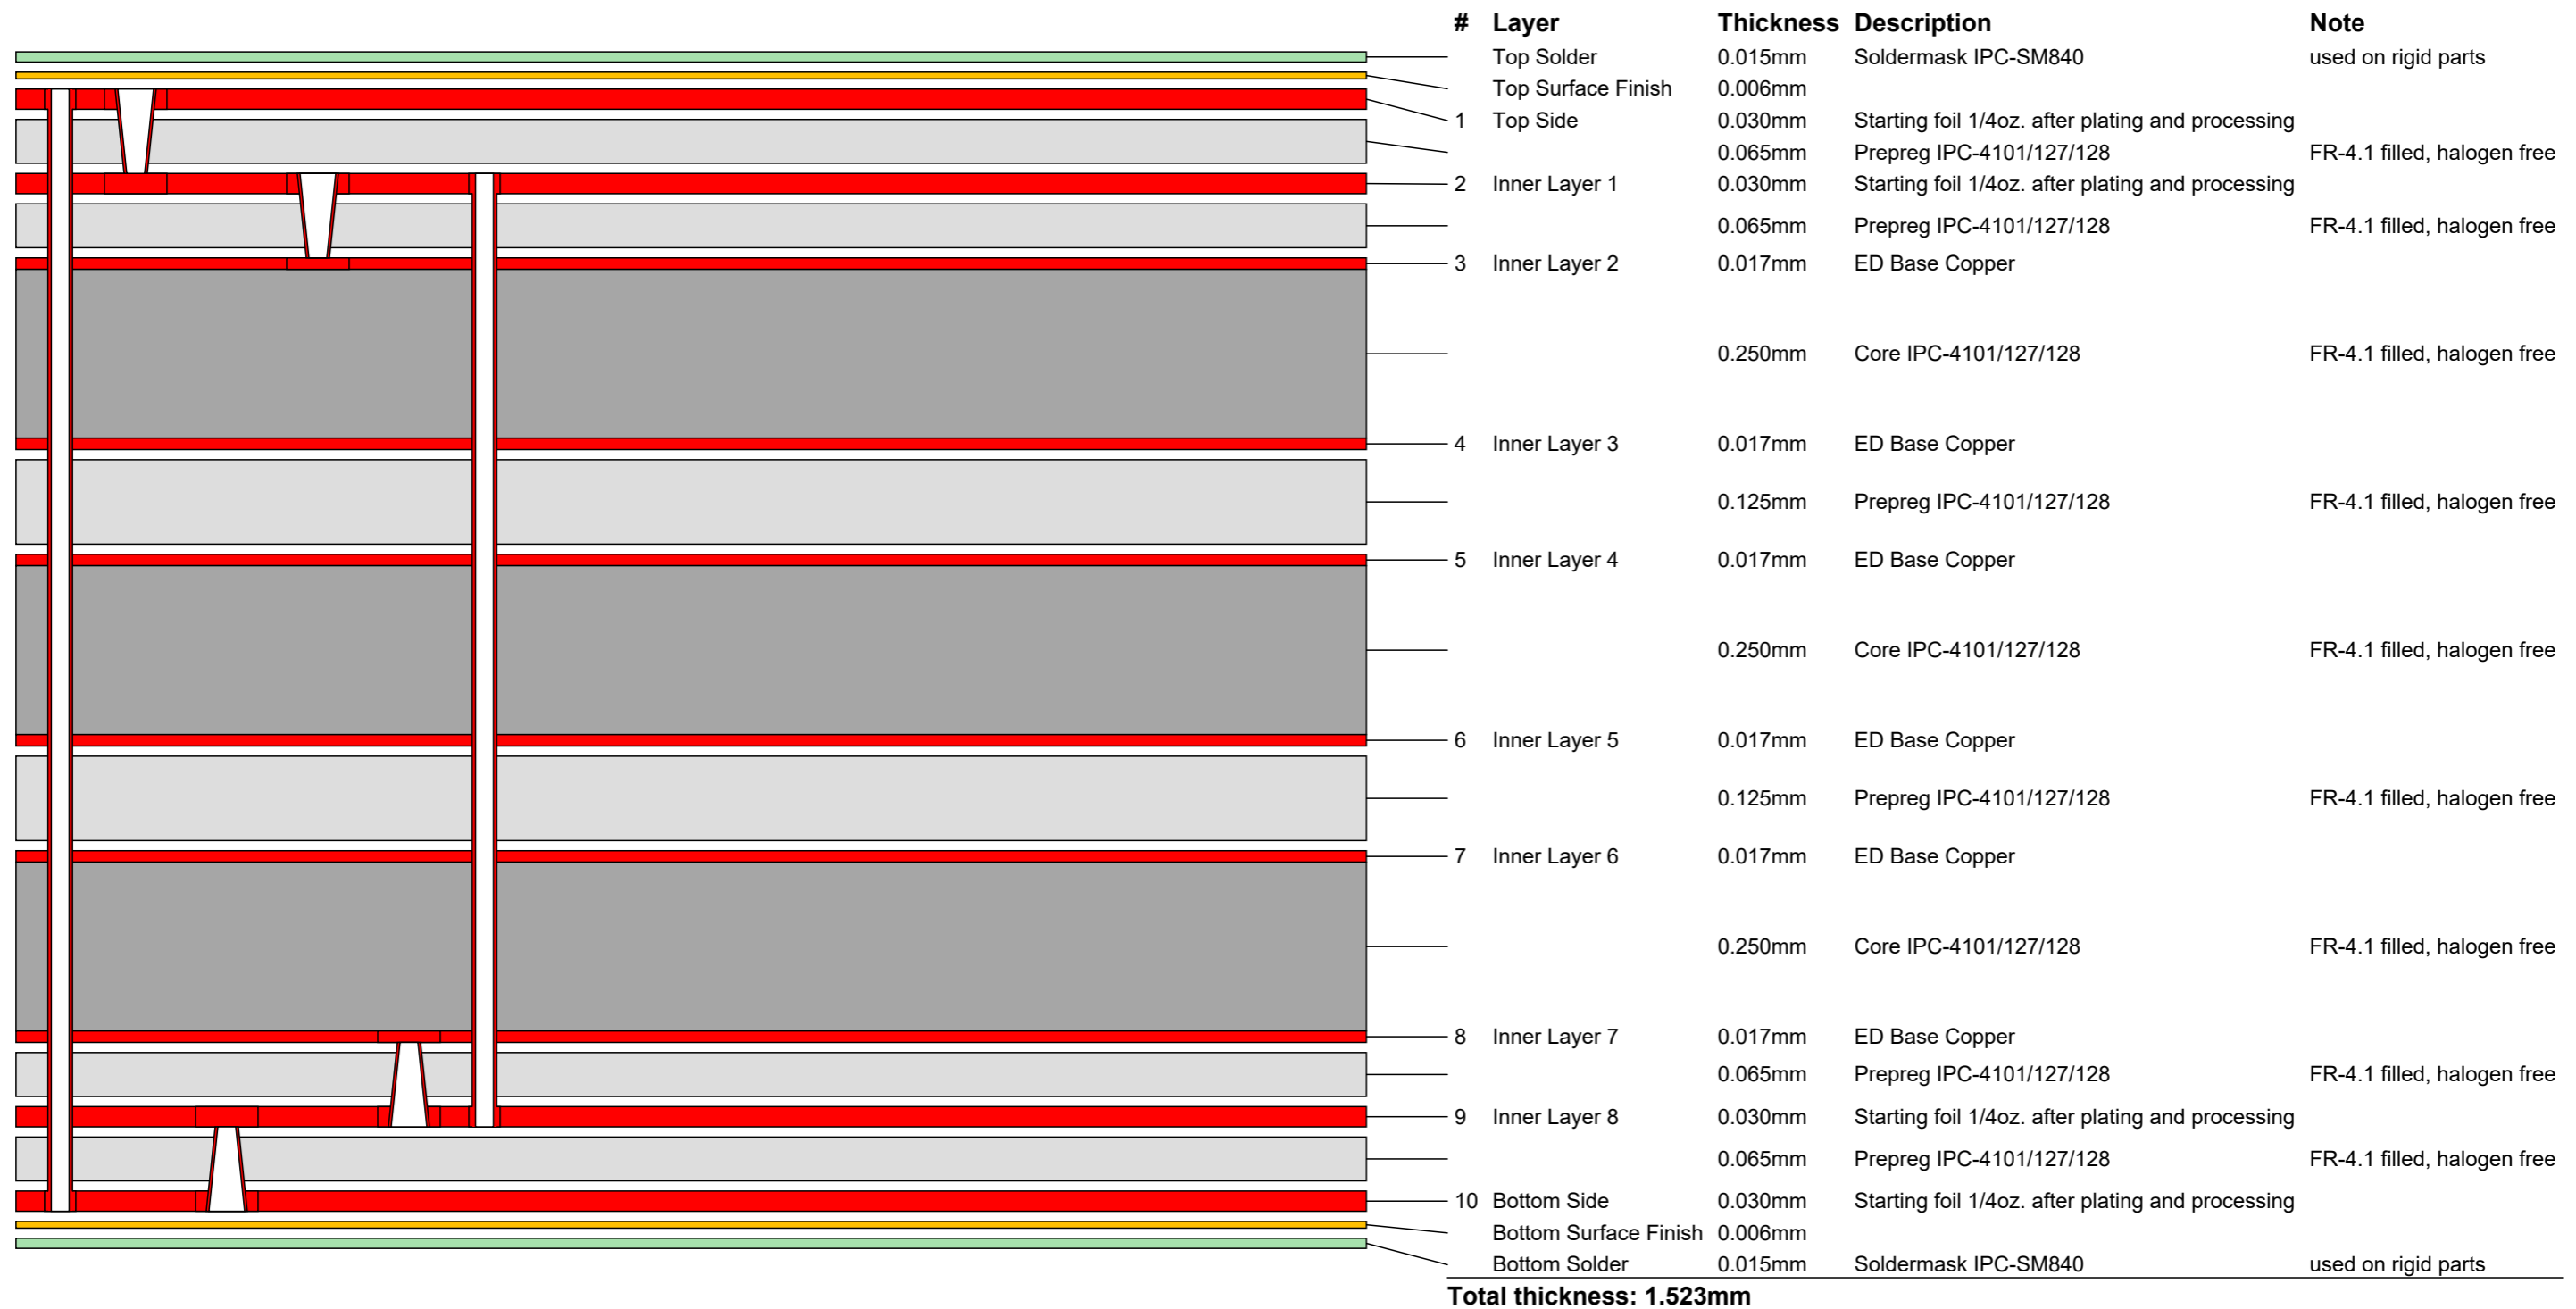 # Layer Thickness Description Note
Top Solder 0.015mm Soldermask IPC-SM840 used on rigid parts
Top Surface Finish 0.006mm
1 Top Side 0.030mm Starting foil 1/4oz. after plating and processing
0.065mm Prepreg IPC-4101/127/128 FR-4.1 filled, halogen free
2 Inner Layer 1 0.030mm Starting foil 1/4oz. after plating and processing
0.065mm Prepreg IPC-4101/127/128 FR-4.1 filled, halogen free
3 Inner Layer 2 0.017mm ED Base Copper
0.250mm Core IPC-4101/127/128 FR-4.1 filled, halogen free
4 Inner Layer 3 0.017mm ED Base Copper
0.125mm Prepreg IPC-4101/127/128 FR-4.1 filled, halogen free
5 Inner Layer 4 0.017mm ED Base Copper
0.250mm Core IPC-4101/127/128 FR-4.1 filled, halogen free
6 Inner Layer 5 0.017mm ED Base Copper
0.125mm Prepreg IPC-4101/127/128 FR-4.1 filled, halogen free
7 Inner Layer 6 0.017mm ED Base Copper
0.250mm Core IPC-4101/127/128 FR-4.1 filled, halogen free
8 Inner Layer 7 0.017mm ED Base Copper
0.065mm Prepreg IPC-4101/127/128 FR-4.1 filled, halogen free
9 Inner Layer 8 0.030mm Starting foil 1/4oz. after plating and processing
0.065mm Prepreg IPC-4101/127/128 FR-4.1 filled, halogen free
10 Bottom Side 0.030mm Starting foil 1/4oz. after plating and processing
Bottom Surface Finish 0.006mm
Bottom Solder 0.015mm Soldermask IPC-SM840 used on rigid parts
Total thickness: 1.523mm